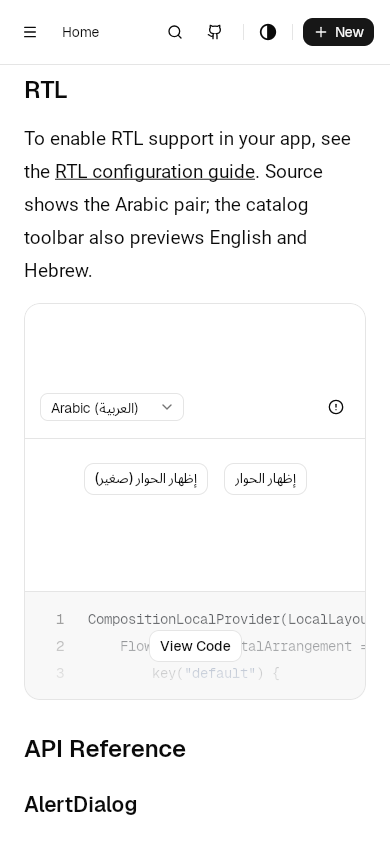 Home
New
RTL
To enable RTL support in your app, see
the RTL configuration guide. Source
shows the Arabic pair; the catalog
toolbar also previews English and
Hebrew.
Arabic (العربية)
إظهار الحوار
إظهار الحوار (صغير)
1 CompositionLocalProvider(LocalLayou
2 Flow talArrangement =
View Code
3 key("default") {
API Reference
AlertDialog